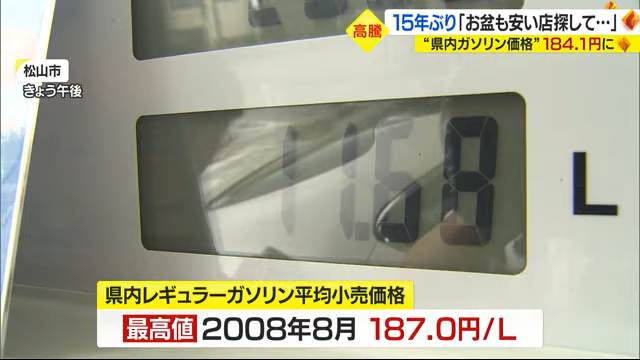 高騰
15年ぶり「お盆も安い店探して…」
“県内ガソリン価格”184.1円に
松山市
きょう午後
11.68
L
県内レギュラーガソリン平均小売価格
最高値 2008年8月 187.0円/L